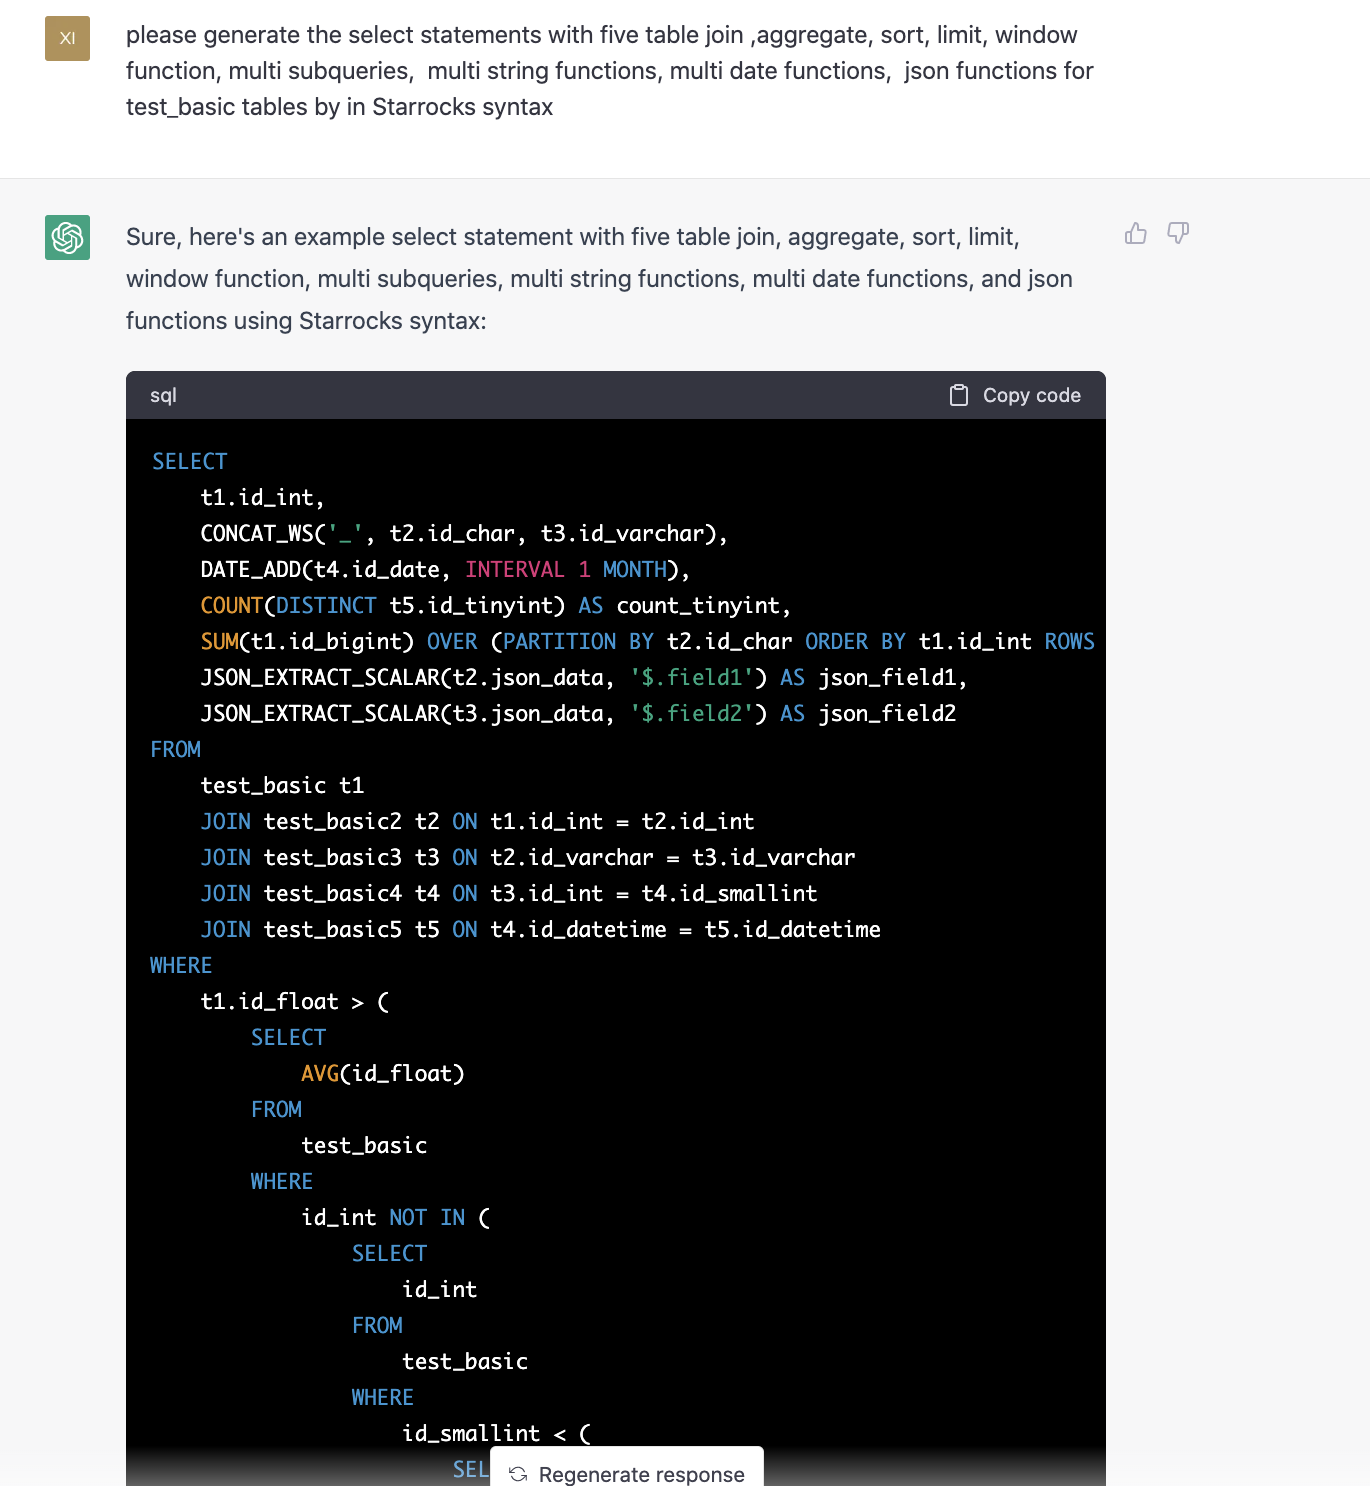 XI
please generate the select statements with five table join ,aggregate, sort, limit, window
function, multi subqueries,  multi string functions, multi date functions,  json functions for
test_basic tables by in Starrocks syntax
Sure, here's an example select statement with five table join, aggregate, sort, limit,
window function, multi subqueries, multi string functions, multi date functions, and json
functions using Starrocks syntax:
sql
Copy code
SELECT
    t1.id_int,
    CONCAT_WS('_', t2.id_char, t3.id_varchar),
    DATE_ADD(t4.id_date, INTERVAL 1 MONTH),
    COUNT(DISTINCT t5.id_tinyint) AS count_tinyint,
    SUM(t1.id_bigint) OVER (PARTITION BY t2.id_char ORDER BY t1.id_int ROWS
    JSON_EXTRACT_SCALAR(t2.json_data, '$.field1') AS json_field1,
    JSON_EXTRACT_SCALAR(t3.json_data, '$.field2') AS json_field2
FROM
    test_basic t1
    JOIN test_basic2 t2 ON t1.id_int = t2.id_int
    JOIN test_basic3 t3 ON t2.id_varchar = t3.id_varchar
    JOIN test_basic4 t4 ON t3.id_int = t4.id_smallint
    JOIN test_basic5 t5 ON t4.id_datetime = t5.id_datetime
WHERE
    t1.id_float > (
        SELECT
            AVG(id_float)
        FROM
            test_basic
        WHERE
            id_int NOT IN (
                SELECT
                    id_int
                FROM
                    test_basic
                WHERE
                    id_smallint < (
                        SEL
Regenerate response